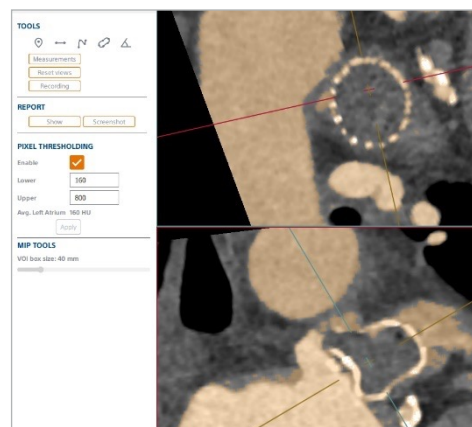 TOOLS
Measurements
Reset views
Recording
REPORT
Show Screenshot
PIXEL THRESHOLDING
Enable
Lower 160
Upper 800
Avg. Left Atrium 160 HU
Apply
MIP TOOLS
VOI box size: 40 mm